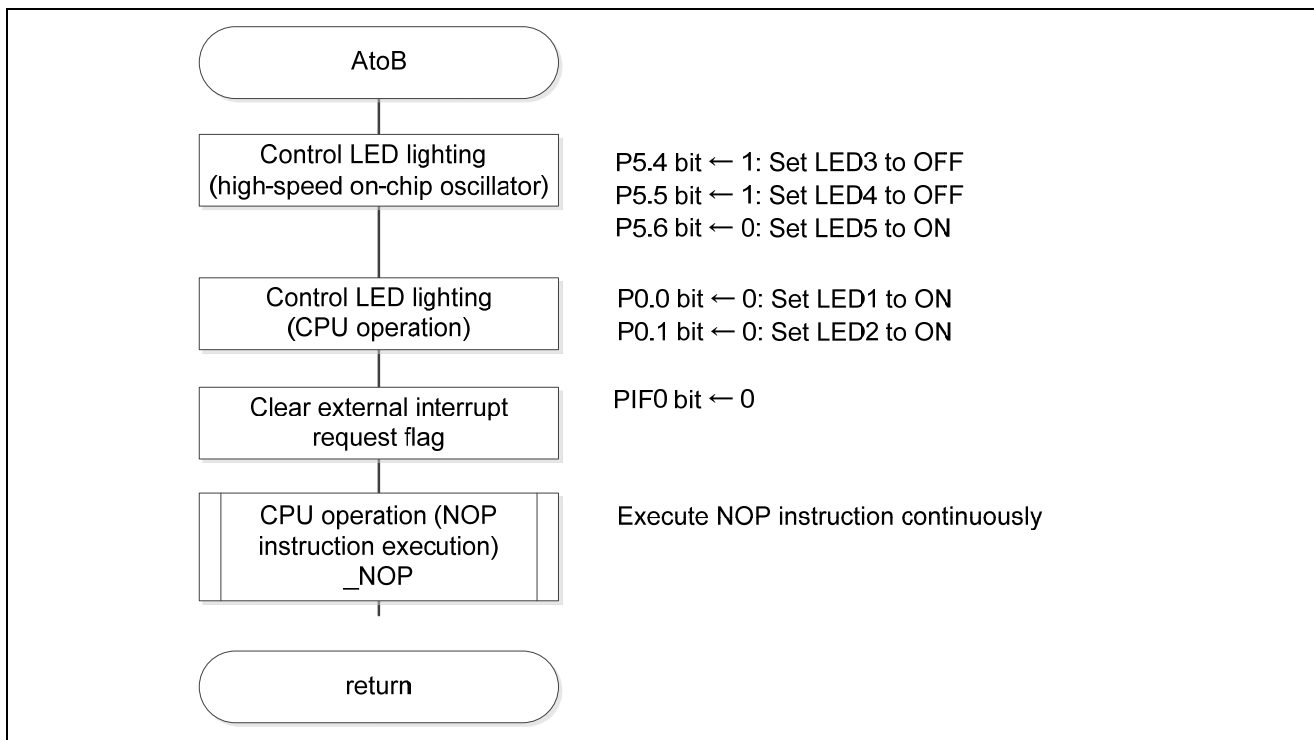 AtoB
Control LED lighting
(high-speed on-chip oscillator)
P5.4 bit ← 1: Set LED3 to OFF
P5.5 bit ← 1: Set LED4 to OFF
P5.6 bit ← 0: Set LED5 to ON
Control LED lighting
(CPU operation)
P0.0 bit ← 0: Set LED1 to ON
P0.1 bit ← 0: Set LED2 to ON
Clear external interrupt
request flag
PIF0 bit ← 0
CPU operation (NOP
instruction execution)
_NOP
Execute NOP instruction continuously
return